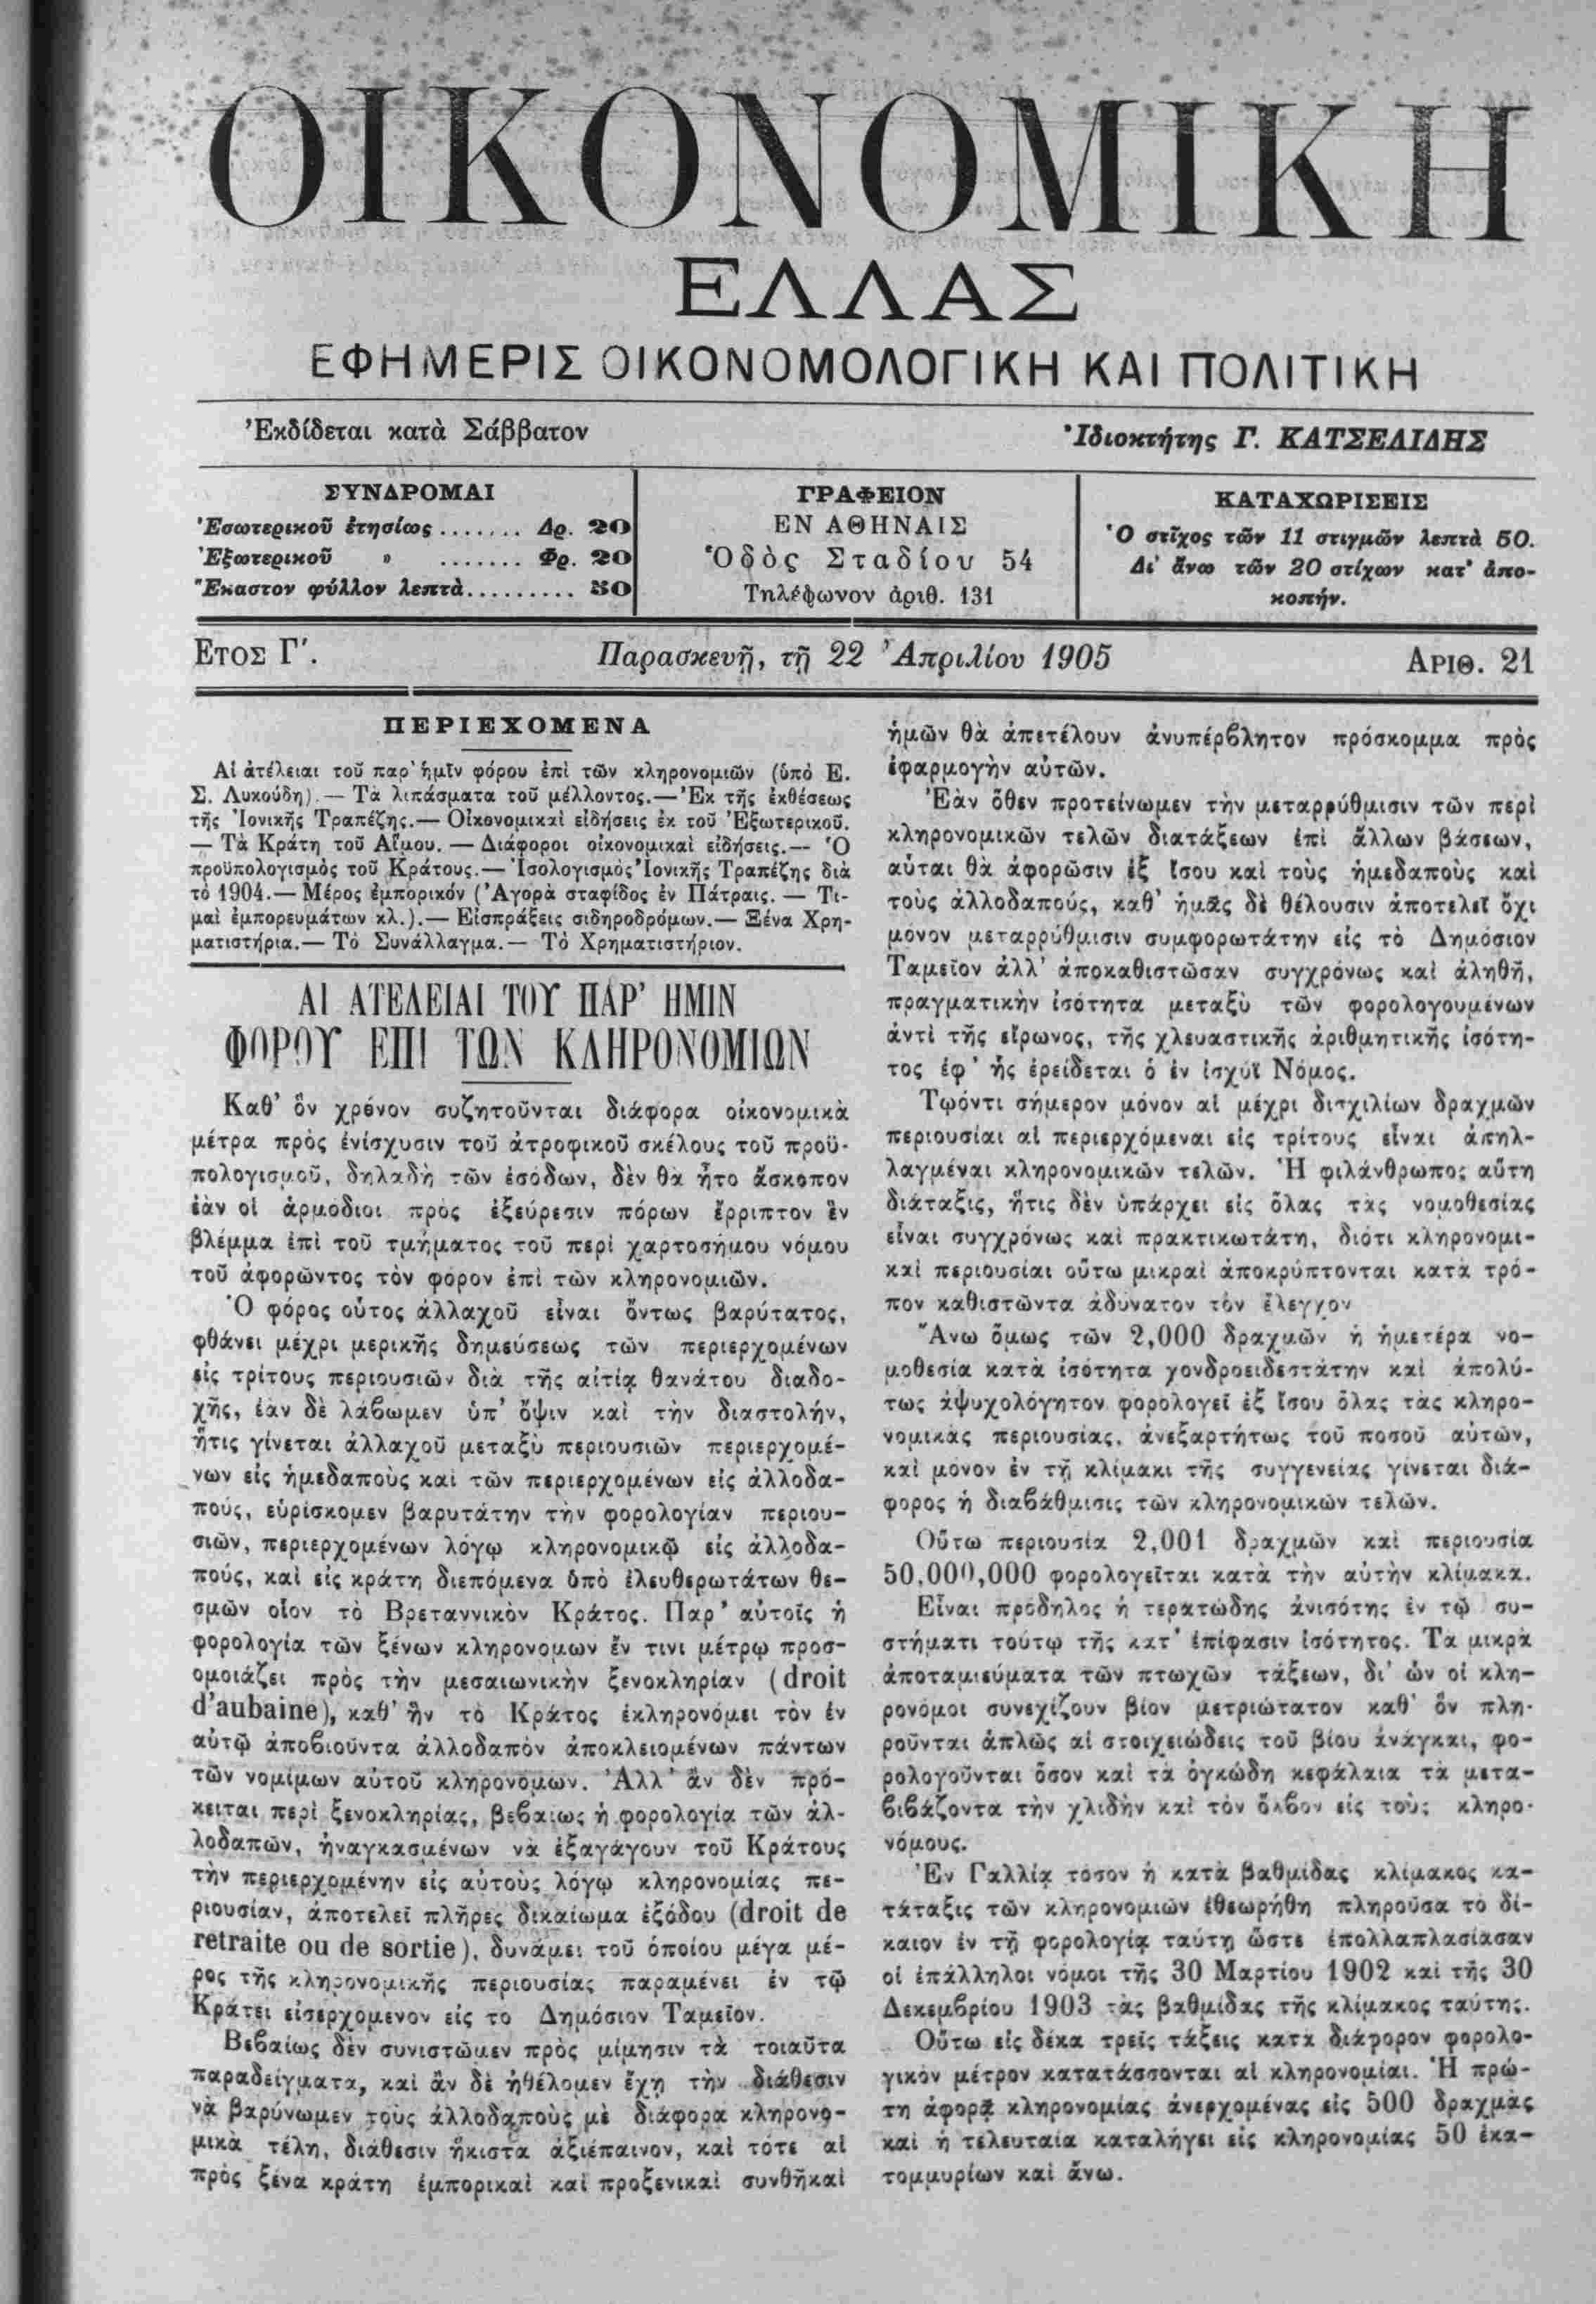 ΟΙΚΟΝΟΜΙΚΗ
ΕΛΛΑΣ
ΕΦΗΜΕΡΙΣ ΟΙΚΟΝΟΜΟΛΟΓΙΚΗ ΚΑΙ ΠΟΛΙΤΙΚΗ
Ἐκδίδεται κατὰ Σάββατον
Ἰδιοκτήτης Γ. ΚΑΤΣΕΛΙΔΗΣ
ΣΥΝΔΡΟΜΑΙ
Ἐσωτερικοῦ ἐτησίως ....... Δρ. 20
Ἐξωτερικοῦ » ....... Φρ. 20
Ἕκαστον φύλλον λεπτὰ......... 50
ΓΡΑΦΕΙΟΝ
ΕΝ ΑΘΗΝΑΙΣ
Ὁδὸς Σταδίου 54
Τηλέφωνον ἀριθ. 131
ΚΑΤΑΧΩΡΙΣΕΙΣ
Ὁ στῖχος τῶν 11 στιγμῶν λεπτὰ 50.
Δι' ἄνω τῶν 20 στίχων κατ' ἀπο-
κοπήν.
ΕΤΟΣ Γ'.
Παρασκευῇ, τῇ 22 Ἀπριλίου 1905
ΑΡΙΘ. 21
ΠΕΡΙΕΧΟΜΕΝΑ
Αἱ ἀτέλειαι τοῦ παρ' ἡμῖν φόρου ἐπὶ τῶν κληρονομιῶν (ὑπὸ Ε.
Σ. Λυκούδη).— Τὰ λιπάσματα τοῦ μέλλοντος.— Ἐκ τῆς ἐκθέσεως
τῆς Ἰονικῆς Τραπέζης.— Οἰκονομικαὶ εἰδήσεις ἐκ τοῦ Ἐξωτερικοῦ.
— Τὰ Κράτη τοῦ Αἵμου. — Διάφοροι οἰκονομικαὶ εἰδήσεις.— Ὁ
προϋπολογισμὸς τοῦ Κράτους.— Ἰσολογισμὸς Ἰονικῆς Τραπέζης διὰ
τὸ 1904.— Μέρος ἐμπορικόν (Ἀγορὰ σταφίδος ἐν Πάτραις. — Τι-
μαὶ ἐμπορευμάτων κλ.).— Εἰσπράξεις σιδηροδρόμων.— Ξένα Χρη-
ματιστήρια.— Τὸ Συνάλλαγμα.— Τὸ Χρηματιστήριον.
ΑΙ ΑΤΕΛΕΙΑΙ ΤΟΥ ΠΑΡ' ΗΜΙΝ
ΦΟΡΟΥ ΕΠΙ ΤΩΝ ΚΛΗΡΟΝΟΜΙΩΝ
Καθ' ὃν χρόνον συζητοῦνται διάφορα οἰκονομικὰ
μέτρα πρὸς ἐνίσχυσιν τοῦ ἀτροφικοῦ σκέλους τοῦ προϋ-
πολογισμοῦ, δηλαδὴ τῶν ἐσόδων, δὲν θὰ ἦτο ἄσκοπον
ἐὰν οἱ ἁρμόδιοι πρὸς ἐξεύρεσιν πόρων ἔρριπτον ἓν
βλέμμα ἐπὶ τοῦ τμήματος τοῦ περὶ χαρτοσήμου νόμου
τοῦ ἀφορῶντος τὸν φόρον ἐπὶ τῶν κληρονομιῶν.
Ὁ φόρος οὗτος ἀλλαχοῦ εἶναι ὄντως βαρύτατος,
φθάνει μέχρι μερικῆς δημεύσεως τῶν περιερχομένων
εἰς τρίτους περιουσιῶν διὰ τῆς αἰτίᾳ θανάτου διαδο-
χῆς, ἐὰν δὲ λάβωμεν ὑπ' ὄψιν καὶ τὴν διαστολήν,
ἥτις γίνεται ἀλλαχοῦ μεταξὺ περιουσιῶν περιερχομέ-
νων εἰς ἡμεδαποὺς καὶ τῶν περιερχομένων εἰς ἀλλοδα-
πούς, εὑρίσκομεν βαρυτάτην τὴν φορολογίαν περιου-
σιῶν, περιερχομένων λόγῳ κληρονομικῷ εἰς ἀλλοδα-
πούς, καὶ εἰς κράτη διεπόμενα ὑπὸ ἐλευθερωτάτων θε-
σμῶν οἷον τὸ Βρεταννικὸν Κράτος. Παρ' αὐτοῖς ἡ
φορολογία τῶν ξένων κληρονομων ἔν τινι μέτρῳ προσ-
ομοιάζει πρὸς τὴν μεσαιωνικὴν ξενοκληρίαν (droit
d'aubaine), καθ' ἣν τὸ Κράτος ἐκληρονόμει τὸν ἐν
αὐτῷ ἀποβιοῦντα ἀλλοδαπὸν ἀποκλειομένων πάντων
τῶν νομίμων αὐτοῦ κληρονόμων. Ἀλλ' ἂν δὲν πρό-
κειται περὶ ξενοκληρίας, βεβαίως ἡ φορολογία τῶν ἀλ-
λοδαπῶν, ἠναγκασμένων νὰ ἐξαγάγουν τοῦ Κράτους
τὴν περιερχομένην εἰς αὐτοὺς λόγῳ κληρονομίας πε-
ριουσίαν, ἀποτελεῖ πλῆρες δικαίωμα ἐξόδου (droit de
retraite ou de sortie), δυνάμει τοῦ ὁποίου μέγα μέ-
ρος τῆς κληρονομικῆς περιουσίας παραμένει ἐν τῷ
Κράτει εἰσερχόμενον εἰς το Δημόσιον Ταμεῖον.
Βεβαίως δὲν συνιστῶμεν πρὸς μίμησιν τὰ τοιαῦτα
παραδείγματα, καὶ ἂν δὲ ἠθέλομεν ἔχῃ τὴν διάθεσιν
νὰ βαρύνωμεν τοὺς ἀλλοδαποὺς μὲ διάφορα κληρονο-
μικὰ τέλη, διάθεσιν ἥκιστα ἀξιέπαινον, καὶ τότε αἱ
πρὸς ξένα κράτη ἐμπορικαὶ καὶ προξενικαὶ συνθῆκαὶ
ἡμῶν θὰ ἀπετέλουν ἀνυπέρβλητον πρόσκομμα πρὸς
ἐφαρμογὴν αὐτῶν.
Ἐὰν ὅθεν προτείνωμεν τὴν μεταρρύθμισιν τῶν περὶ
κληρονομικῶν τελῶν διατάξεων ἐπὶ ἄλλων βάσεων,
αὗται θὰ ἀφορῶσιν ἐξ ἴσου καὶ τοὺς ἡμεδαποὺς καὶ
τοὺς ἀλλοδαπούς, καθ' ἡμᾶς δὲ θέλουσιν ἀποτελεῖ ὄχι
μόνον μεταρρύθμισιν συμφορωτάτην εἰς τὸ Δημόσιον
Ταμεῖον ἀλλ' ἀποκαθιστῶσαν συγχρόνως καὶ ἀληθῆ,
πραγματικὴν ἰσότητα μεταξὺ τῶν φορολογουμένων
ἀντὶ τῆς εἴρωνος, τῆς χλευαστικῆς ἀριθμητικῆς ἰσότη-
τος ἐφ' ἧς ἐρείδεται ὁ ἐν ἰσχύϊ Νόμος.
Τῳόντι σήμερον μόνον αἱ μέχρι δισχιλίων δραχμῶν
περιουσίαι αἱ περιερχόμεναι εἰς τρίτους εἶναι ἀπηλ-
λαγμέναι κληρονομικῶν τελῶν. Ἡ φιλάνθρωπος αὕτη
διάταξις, ἥτις δὲν ὑπάρχει εἰς ὅλας τὰς νομοθεσίας
εἶναι συγχρόνως καὶ πρακτικωτάτη, διότι κληρονομι-
καὶ περιουσίαι οὕτω μικραὶ ἀποκρύπτονται κατὰ τρό-
πον καθιστῶντα ἀδύνατον τὸν ἔλεγχον
Ἄνω ὅμως τῶν 2,000 δραχμῶν ἡ ἡμετέρα νο-
μοθεσία κατὰ ἰσότητα χονδροειδεστάτην καὶ ἀπολύ-
τως ἀψυχολόγητον φορολογεῖ ἐξ ἴσου ὅλας τὰς κληρο-
νομικὰς περιουσίας, ἀνεξαρτήτως τοῦ ποσοῦ αὐτῶν,
καὶ μόνον ἐν τῇ κλίμακι τῆς συγγενείας γίνεται διά-
φορος ἡ διαβάθμισις τῶν κληρονομικῶν τελῶν.
Οὕτω περιουσία 2,001 δραχμῶν καὶ περιουσία
50,000,000 φορολογεῖται κατὰ τὴν αὐτὴν κλίμακα.
Εἶναι πρόδηλος ἡ τερατώδης ἀνισότης ἐν τῷ συ-
στήματι τούτῳ τῆς κατ' ἐπίφασιν ἰσότητος. Τὰ μικρὰ
ἀποταμιεύματα τῶν πτωχῶν τάξεων, δι' ὧν οἱ κλη-
ρονόμοι συνεχίζουν βίον μετριώτατον καθ' ὃν πλη-
ροῦνται ἁπλῶς αἱ στοιχειώδεις τοῦ βίου ἀνάγκαι, φο-
ρολογοῦνται ὅσον καὶ τὰ ὀγκώδη κεφάλαια τὰ μετα-
βιβάζοντα τὴν χλιδὴν καὶ τὸν ὄλβον εἰς τοὺς κληρο-
νόμους.
Ἐν Γαλλίᾳ τόσον ἡ κατὰ βαθμίδας κλίμακος κα-
τάταξις τῶν κληρονομιῶν ἐθεωρήθη πληροῦσα τὸ δί-
καιον ἐν τῇ φορολογίᾳ ταύτῃ ὥστε ἐπολλαπλασίασαν
οἱ ἐπάλληλοι νόμοι τῆς 30 Μαρτίου 1902 καὶ τῆς 30
Δεκεμβρίου 1903 τὰς βαθμίδας τῆς κλίμακος ταύτης.
Οὕτω εἰς δέκα τρεῖς τάξεις κατὰ διάφορον φορολο-
γικὸν μέτρον κατατάσσονται αἱ κληρονομίαι. Ἡ πρώ-
τη ἀφορᾷ κληρονομίας ἀνερχομένας εἰς 500 δραχμὰς
καὶ ἡ τελευταία καταλήγει εἰς κληρονομίας 50 ἑκα-
τομμυρίων καὶ ἄνω.